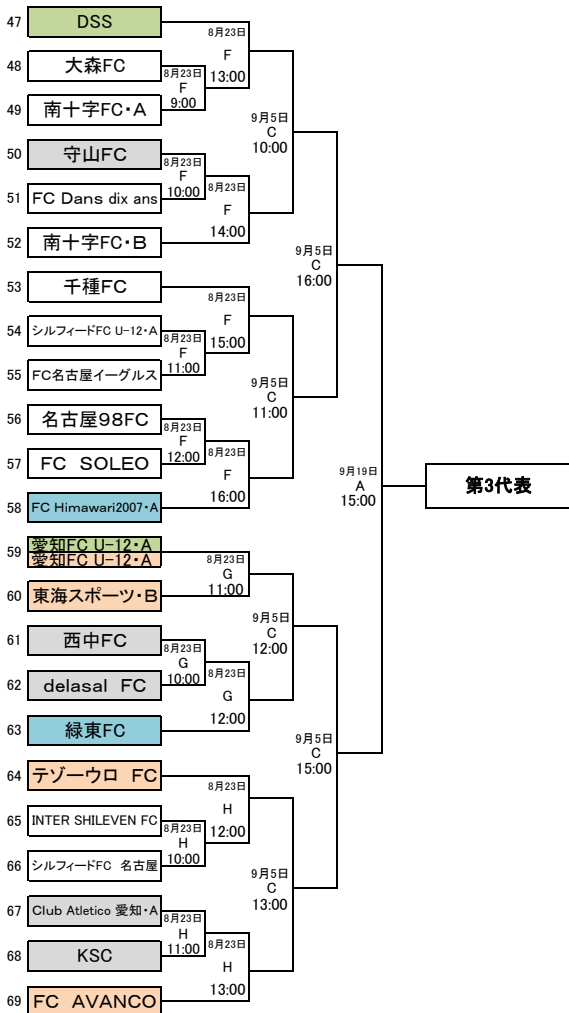 47 DSS
48 大森FC
49 南十字FC・A
50 守山FC
51 FC Dans dix ans
52 南十字FC・B
53 千種FC
54 シルフィードFC U-12・A
55 FC名古屋イーグルス
56 名古屋98FC
57 FC SOLEO
58 FC Himawari2007・A
59 愛知FC U-12・A
愛知FC U-12・A
60 東海スポーツ・B
61 西中FC
62 delasal FC
63 緑東FC
64 テゾーウロ FC
65 INTER SHILEVEN FC
66 シルフィードFC 名古屋
67 Club Atletico 愛知・A
68 KSC
69 FC AVANCO
8月23日
F
9:00
8月23日
F
10:00
8月23日
F
11:00
8月23日
F
12:00
8月23日
G
10:00
8月23日
H
10:00
8月23日
H
11:00
8月23日
F
13:00
8月23日
F
14:00
8月23日
F
15:00
8月23日
F
16:00
8月23日
G
11:00
8月23日
G
12:00
8月23日
H
12:00
8月23日
H
13:00
9月5日
C
10:00
9月5日
C
11:00
9月5日
C
12:00
9月5日
C
13:00
9月5日
C
16:00
9月5日
C
15:00
9月19日
A
15:00
第3代表